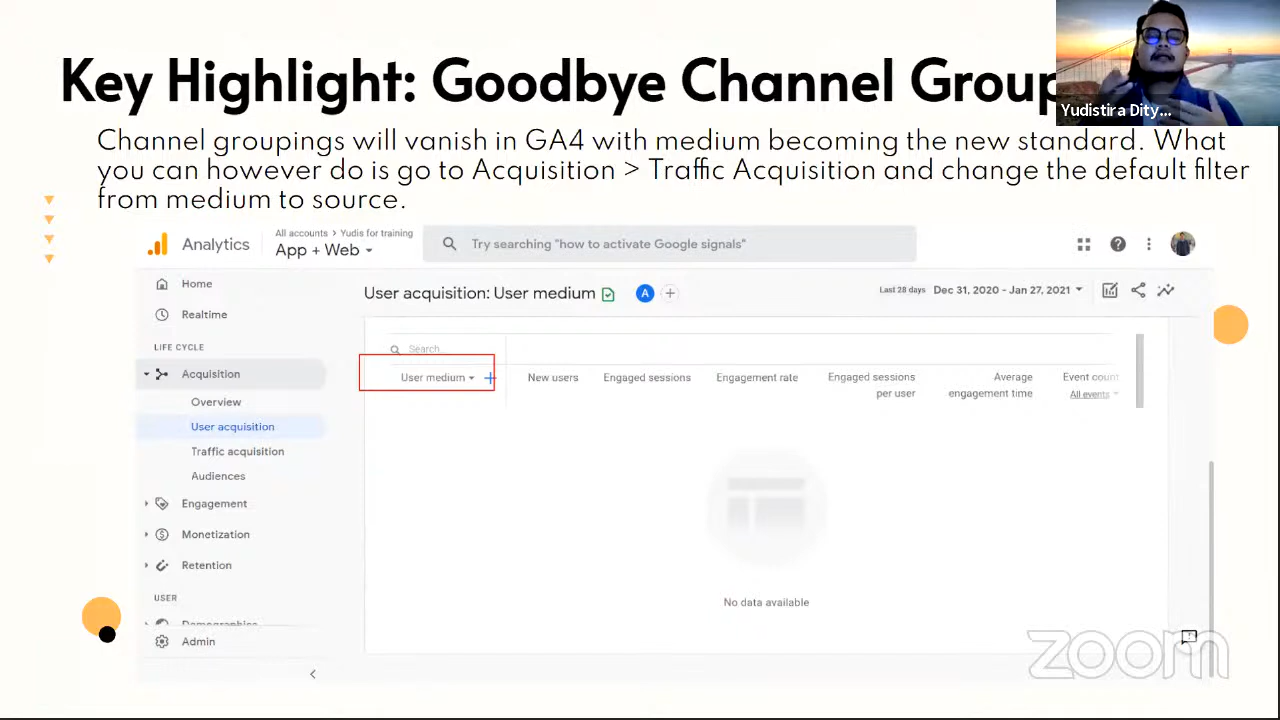 Key Highlight: Goodbye Channel Group
Yudistira Dity...
Channel groupings will vanish in GA4 with medium becoming the new standard. What
you can however do is go to Acquisition > Traffic Acquisition and change the default filter
from medium to source.
Analytics
All accounts > Yudis for training
App + Web
Try searching "how to activate Google signals"
Home
Realtime
LIFE CYCLE
Acquisition
Overview
User acquisition
Traffic acquisition
Audiences
Engagement
Monetization
Retention
USER
Demographics
Admin
User acquisition: User medium
A
Last 28 days Dec 31, 2020 - Jan 27, 2021
Search...
User medium
New users
Engaged sessions
Engagement rate
Engaged sessions
per user
Average
engagement time
Event count
All events
No data available
zoom